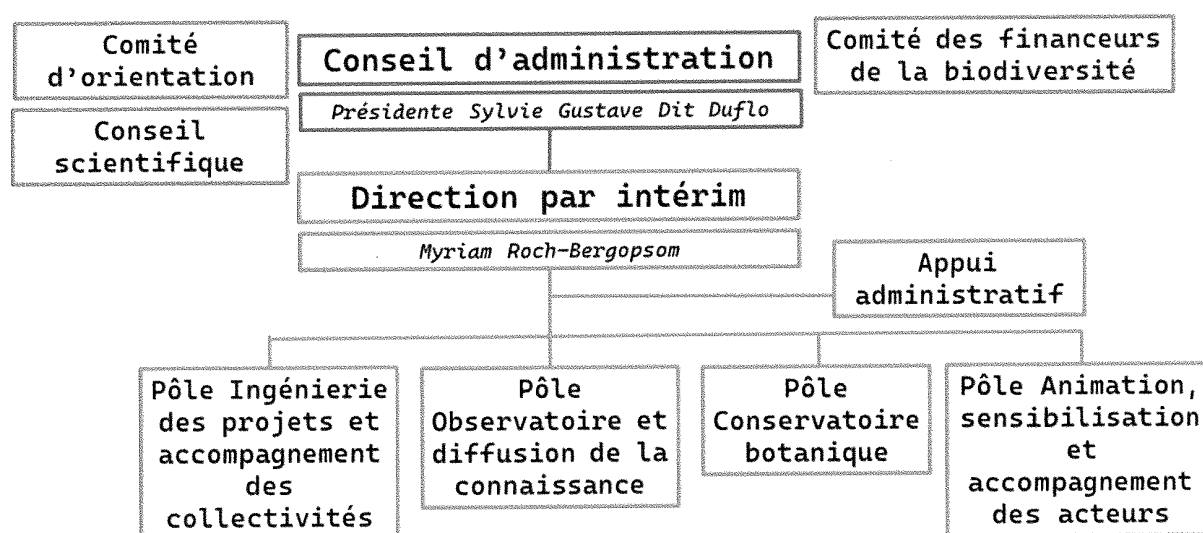 Comité
d'orientation
Conseil d'administration
Comité des financeurs
de la biodiversité
Présidente Sylvie Gustave Dit Duflo
Conseil
scientifique
Direction par intérim
Myriam Roch-Bergopsom
Appui
administratif
Pôle Ingénierie
des projets et
accompagnement
des
collectivités
Pôle
Observatoire et
diffusion de la
connaissance
Pôle
Conservatoire
botanique
Pôle Animation,
sensibilisation
et
accompagnement
des acteurs